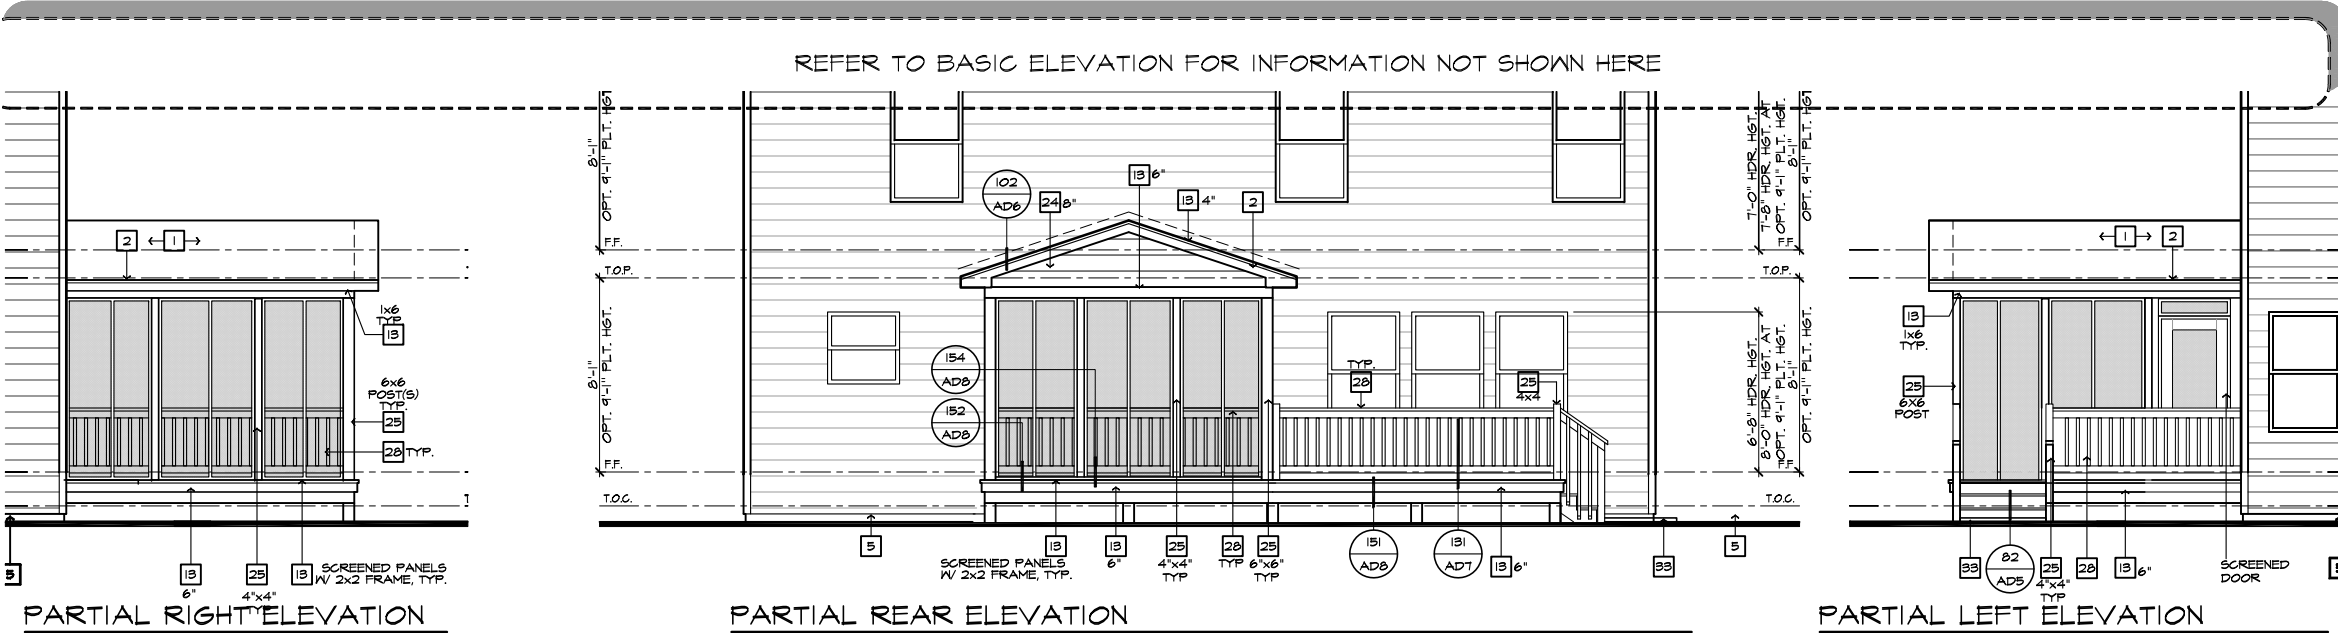 REFER TO BASIC ELEVATION FOR INFORMATION NOT SHOWN HERE
2
1
1x6
TYP.
13
6x6
POST(S)
TYP.
25
28 TYP.
5
13
6"
25
4"x4"
TYP
13
SCREENED PANELS
W/ 2x2 FRAME, TYP.
PARTIAL RIGHT ELEVATION
8'-1"
OPT. 9'-1" PLT. HGT
F.F.
T.O.P.
8'-1"
OPT. 9'-1" PLT. HGT.
F.F.
T.O.C.
102
AD6
24 8"
13 6"
13 4"
2
154
AD8
152
AD8
TYP.
28
25
4x4
5
SCREENED PANELS
W/ 2x2 FRAME, TYP.
13
13
6"
25
4"x4"
TYP
28
TYP
25
6"x6"
TYP
151
AD8
131
AD7
13 6"
33
5
PARTIAL REAR ELEVATION
7'-0" HDR. HGT.
7'-8" HDR. HGT. AT
OPT. 9'-1" PLT. HGT.
8'-1"
OPT. 9'-1" PLT. HGT
F.F
T.O.P.
6'-8" HDR. HGT.
8'-0" HDR. HGT. AT
OPT. 9'-1" PLT. HGT.
8'-1"
OPT. 9'-1" PLT. HGT.
F.F
T.O.C.
1
2
13
1x6
TYP.
25
6X6
POST
33
82
AD5
25
4"x4"
TYP
28
13 6"
SCREENED
DOOR
PARTIAL LEFT ELEVATION